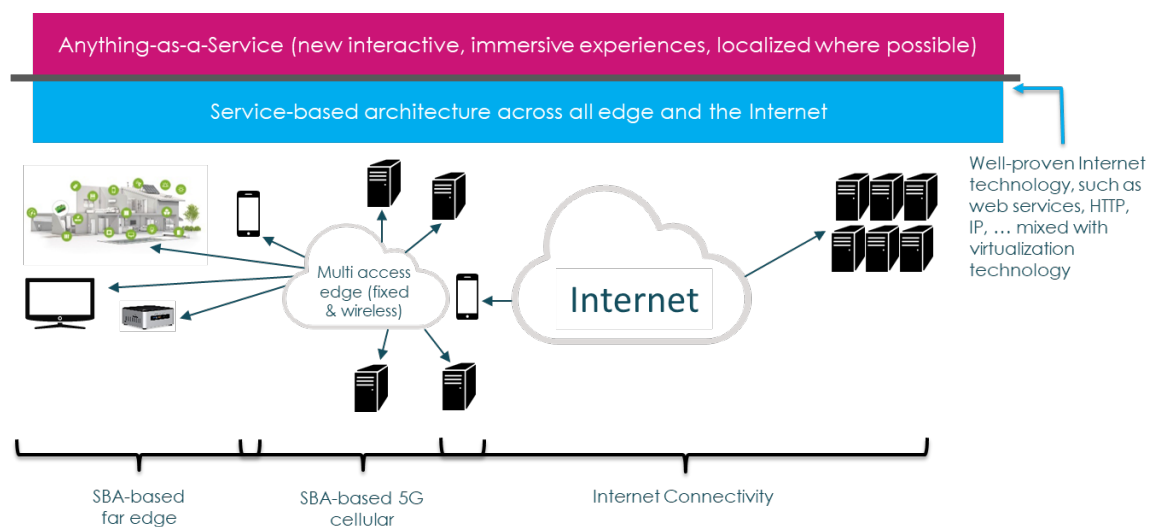 Anything-as-a-Service (new interactive, immersive experiences, localized where possible)
Service-based architecture across all edge and the Internet
Well-proven Internet
technology, such as
web services, HTTP,
IP, … mixed with
virtualization
technology
Multi access
edge (fixed
& wireless)
Internet
SBA-based
far edge
SBA-based 5G
cellular
Internet Connectivity